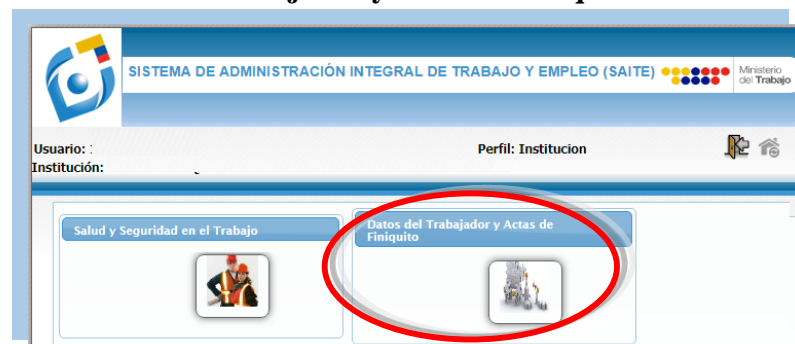 SISTEMA DE ADMINISTRACIÓN INTEGRAL DE TRABAJO Y EMPLEO (SAITE)
Ministerio
del Trabajo
Usuario: :
Perfil: Institucion
Institución:
Salud y Seguridad en el Trabajo
Datos del Trabajador y Actas de
Finiquito